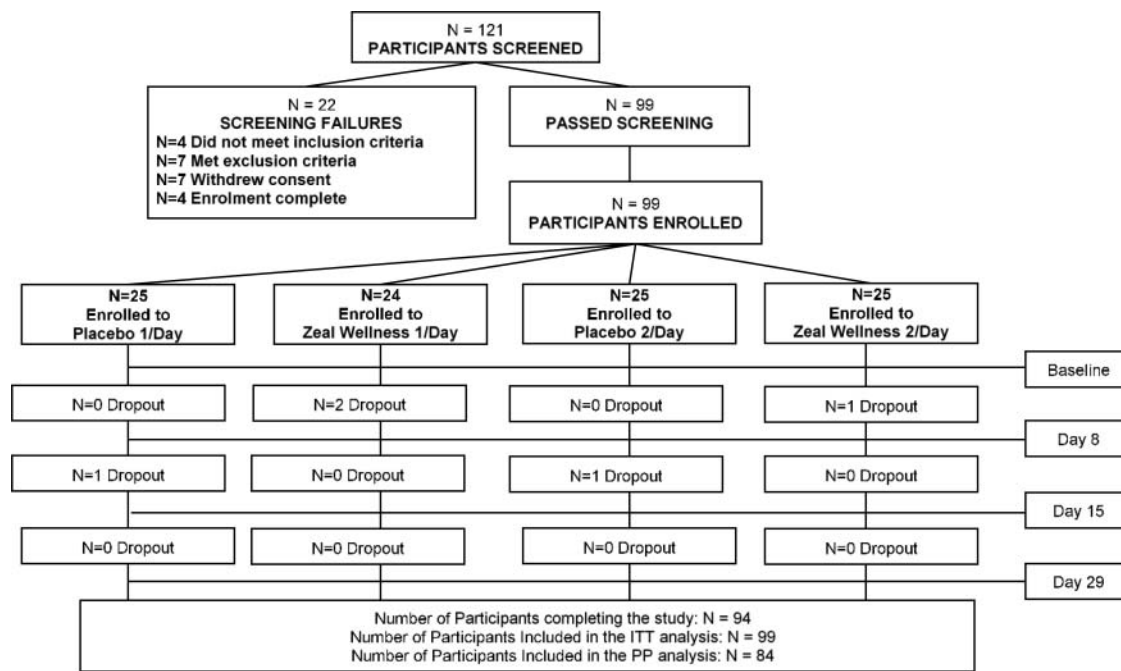 N = 121
PARTICIPANTS SCREENED
N = 22
SCREENING FAILURES
N=4 Did not meet inclusion criteria
N=7 Met exclusion criteria
N=7 Withdrew consent
N=4 Enrolment complete
N = 99
PASSED SCREENING
N = 99
PARTICIPANTS ENROLLED
N=25
Enrolled to
Placebo 1/Day
N=24
Enrolled to
Zeal Wellness 1/Day
N=25
Enrolled to
Placebo 2/Day
N=25
Enrolled to
Zeal Wellness 2/Day
Baseline
N=0 Dropout
N=2 Dropout
N=0 Dropout
N=1 Dropout
Day 8
N=1 Dropout
N=0 Dropout
N=1 Dropout
N=0 Dropout
Day 15
N=0 Dropout
N=0 Dropout
N=0 Dropout
N=0 Dropout
Day 29
Number of Participants completing the study: N = 94
Number of Participants Included in the ITT analysis: N = 99
Number of Participants Included in the PP analysis: N = 84